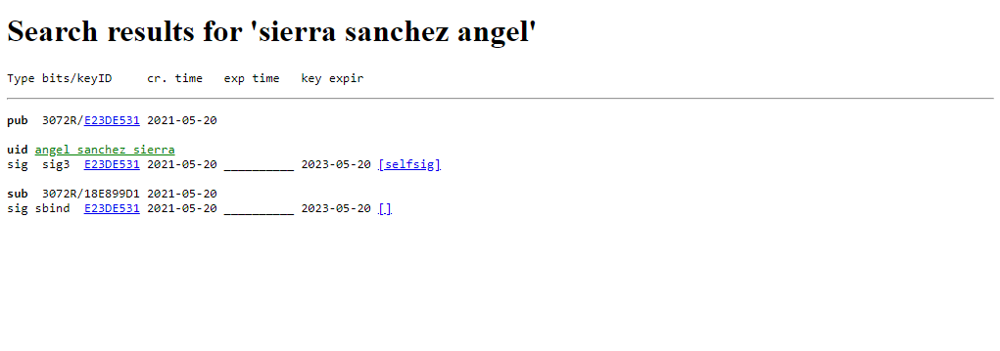 Search results for 'sierra sanchez angel'
Type bits/keyID     cr. time   exp time   key expir
pub  3072R/E23DE531 2021-05-20
uid angel sanchez sierra
sig  sig3  E23DE531 2021-05-20 __________ 2023-05-20 [selfsig]
sub  3072R/18E899D1 2021-05-20
sig sbind  E23DE531 2021-05-20 __________ 2023-05-20 []